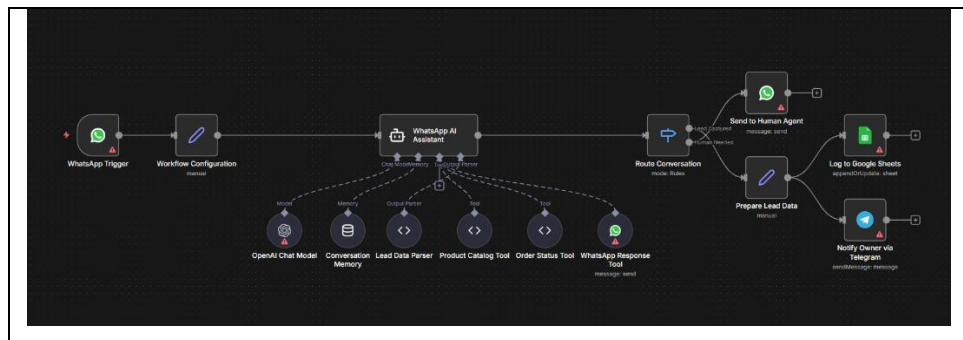 WhatsApp Trigger
Workflow Configuration
manual
WhatsApp AI
Assistant
Chat Model
Memory
Output Parser
Model
Memory
Output Parser
Tool
Tool
OpenAI Chat Model
Conversation
Memory
Lead Data Parser
Product Catalog Tool
Order Status Tool
WhatsApp Response
Tool
message: send
Route Conversation
mode: Rules
Lead Captured
Human Needed
Send to Human Agent
message: send
Prepare Lead Data
manual
Log to Google Sheets
appendOrUpdate: sheet
Notify Owner via
Telegram
sendMessage: message